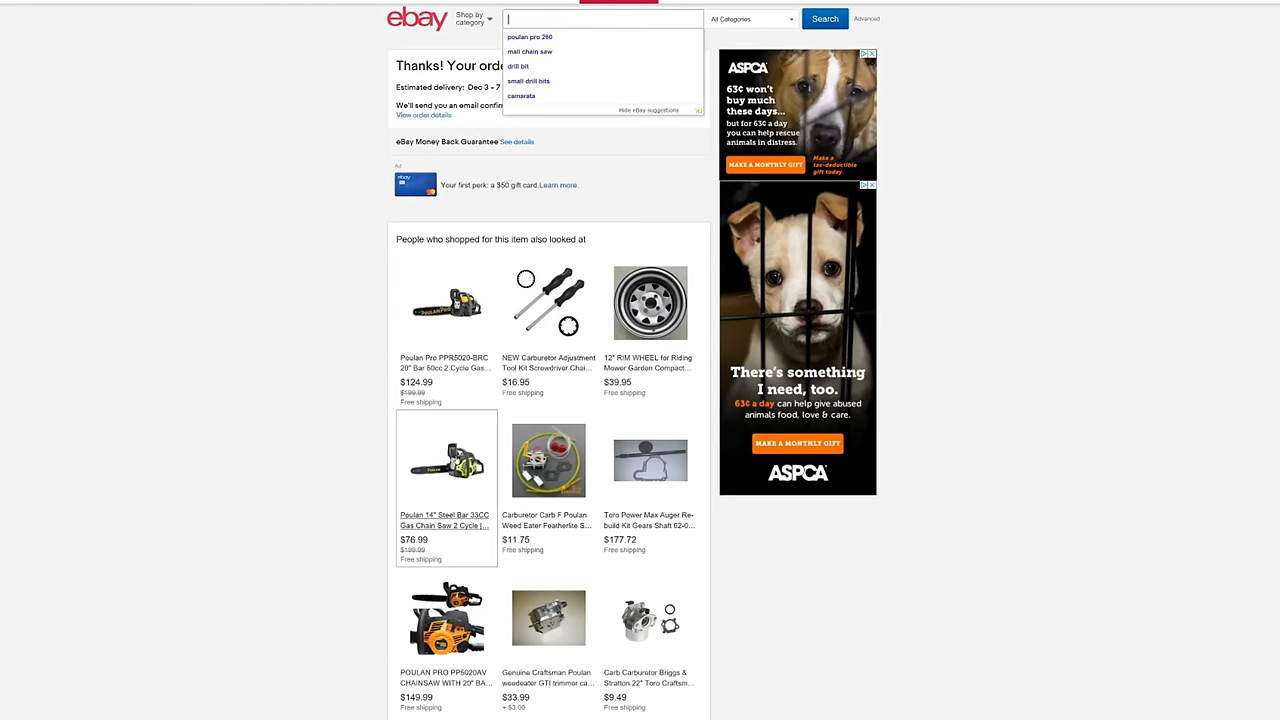 ebay
Shop by
category
All Categories
Search
Advanced
poulan pro 260
mall chain saw
drill bit
small drill bits
camarata
Hide eBay suggestions
Thanks! Your orde
Estimated delivery: Dec 3 - 7
We'll send you an email confir
View order details
eBay Money Back Guarantee See details
Ad
ebay
Your first perk: a $50 gift card. Learn more.
People who shopped for this item also looked at
POULAN PRO
Poulan Pro PPR5020-BRC
20" Bar 50cc 2 Cycle Gas...
$124.99
$199.99
Free shipping
NEW Carburetor Adjustment
Tool Kit Screwdriver Chai...
$16.95
Free shipping
12" RIM WHEEL for Riding
Mower Garden Compact...
$39.95
Free shipping
POULAN
Poulan 14" Steel Bar 33CC
Gas Chain Saw 2 Cycle |...
$76.99
$199.99
Free shipping
Carburetor Carb F Poulan
Weed Eater Featherlite S...
$11.75
Free shipping
Toro Power Max Auger Re-
build Kit Gears Shaft 62-0...
$177.72
Free shipping
POULAN PRO PP5020AV
CHAINSAW WITH 20" BA...
$149.99
Free shipping
Genuine Craftsman Poulan
weedeater GTI trimmer ca...
$33.99
+ $3.00
Carb Carburetor Briggs &
Stratton 22" Toro Craftsm...
$9.49
Free shipping
ASPCA
63¢ won't
buy much
these days...
but for 63¢ a day
you can help rescue
animals in distress.
MAKE A MONTHLY GIFT
Make a
tax-deductible
gift today.
There's something
I need, too.
63¢ a day can help give abused
animals food, love & care.
MAKE A MONTHLY GIFT
ASPCA